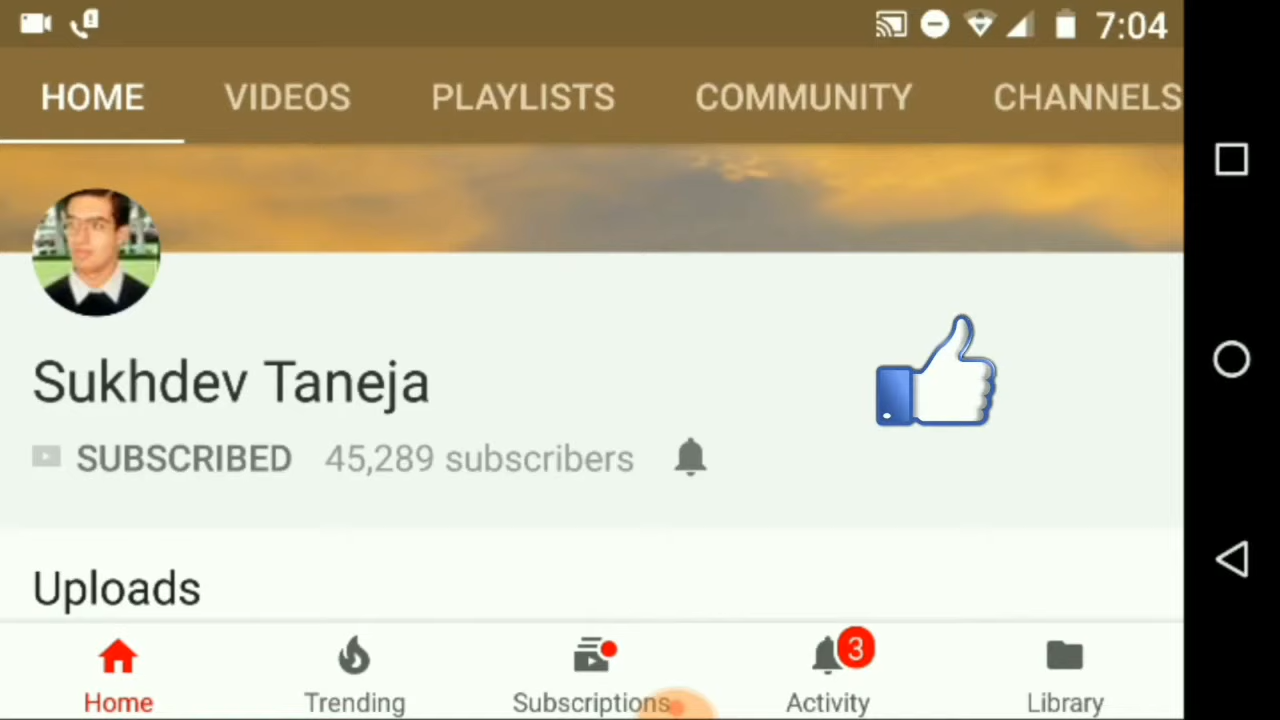 7:04
HOME VIDEOS PLAYLISTS COMMUNITY CHANNELS
Sukhdev Taneja
SUBSCRIBED 45,289 subscribers
Uploads
3
Home Trending Subscriptions Activity Library